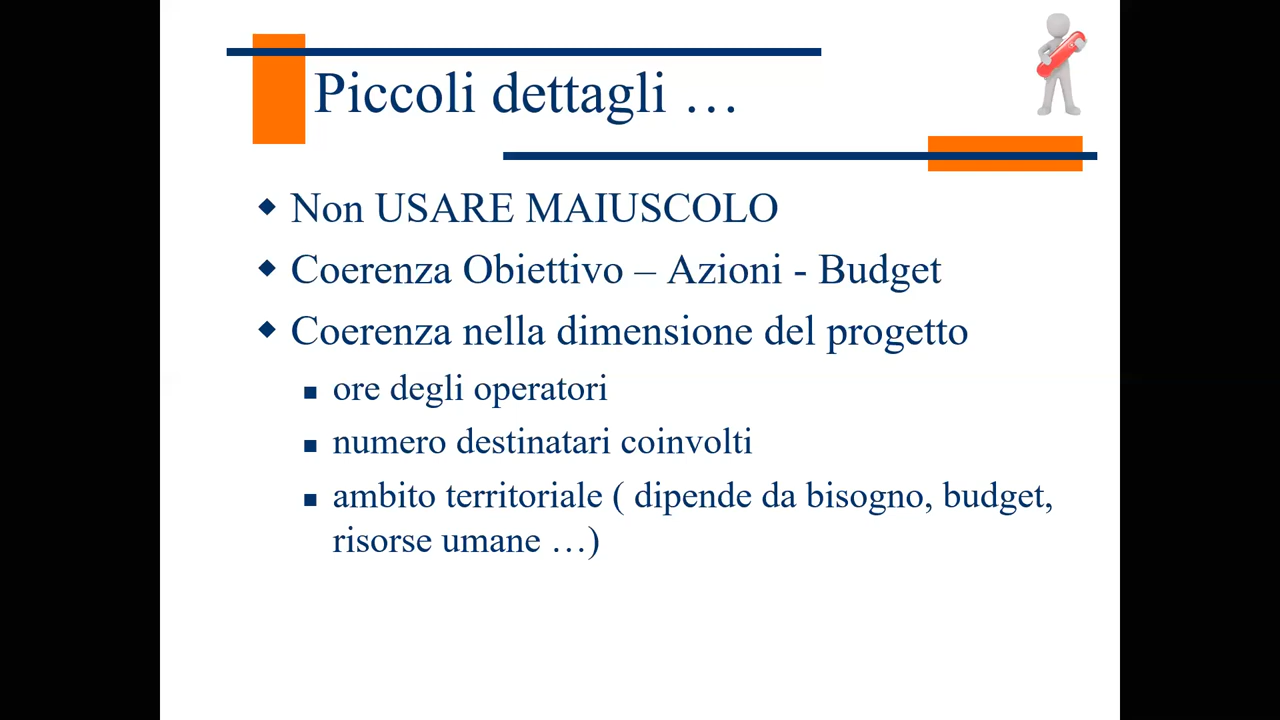 Piccoli dettagli …
Non USARE MAIUSCOLO
Coerenza Obiettivo – Azioni - Budget
Coerenza nella dimensione del progetto
ore degli operatori
numero destinatari coinvolti
ambito territoriale ( dipende da bisogno, budget,
risorse umane …)